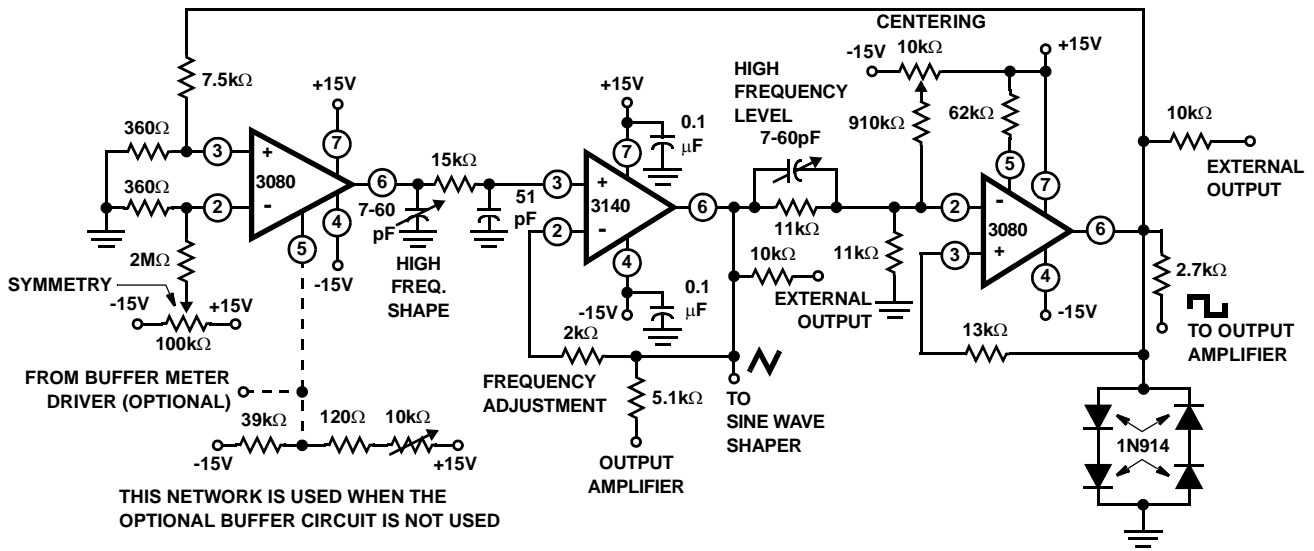 CENTERING
-15V
10kΩ
+15V
7.5kΩ
+15V
+15V
HIGH
FREQUENCY
LEVEL
7-60pF
0.1
μF
910kΩ
62kΩ
10kΩ
EXTERNAL
OUTPUT
360Ω
3
+
3080
7
360Ω
2
-
6
4
5
-15V
15kΩ
7-60
pF
51
pF
HIGH
FREQ.
SHAPE
3
+
3140
7
2
-
6
4
-15V
0.1
μF
11kΩ
11kΩ
10kΩ
EXTERNAL
OUTPUT
5
7
2
-
3080
6
3
+
4
-15V
2.7kΩ
TO OUTPUT
AMPLIFIER
2MΩ
SYMMETRY
-15V
+15V
100kΩ
2kΩ
FREQUENCY
ADJUSTMENT
5.1kΩ
TO
SINE WAVE
SHAPER
OUTPUT
AMPLIFIER
13kΩ
1N914
FROM BUFFER METER
DRIVER (OPTIONAL)
39kΩ
120Ω
10kΩ
-15V
+15V
THIS NETWORK IS USED WHEN THE
OPTIONAL BUFFER CIRCUIT IS NOT USED